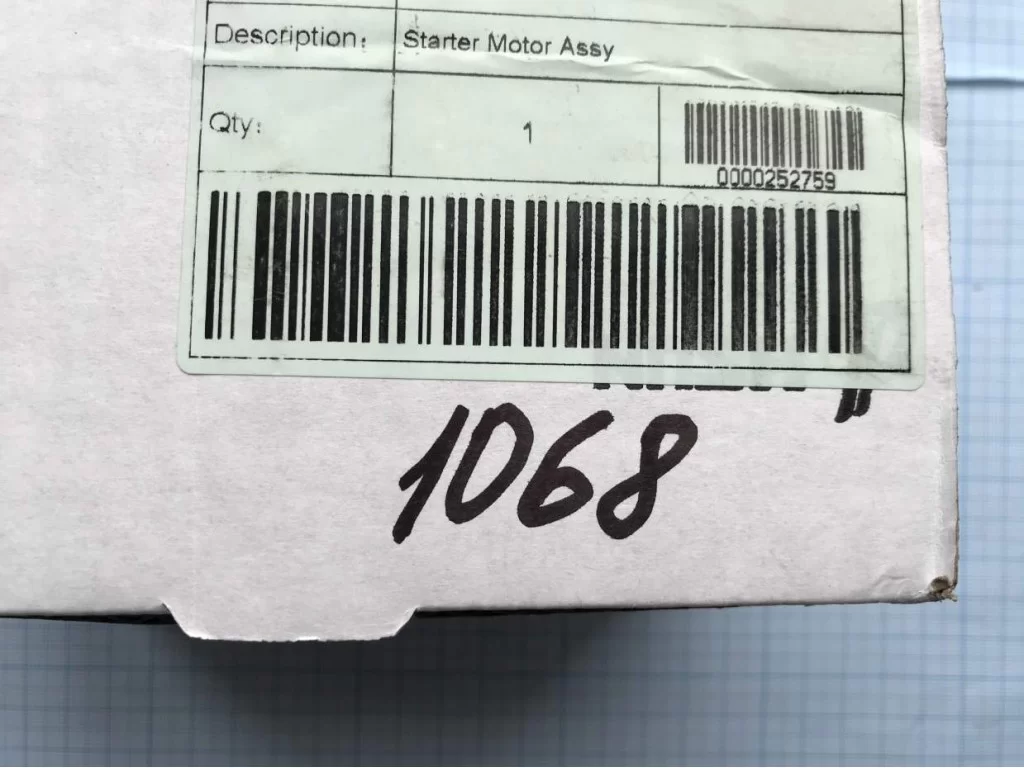 Description: Starter Motor Assy
Qty: 1
0000252759
1068